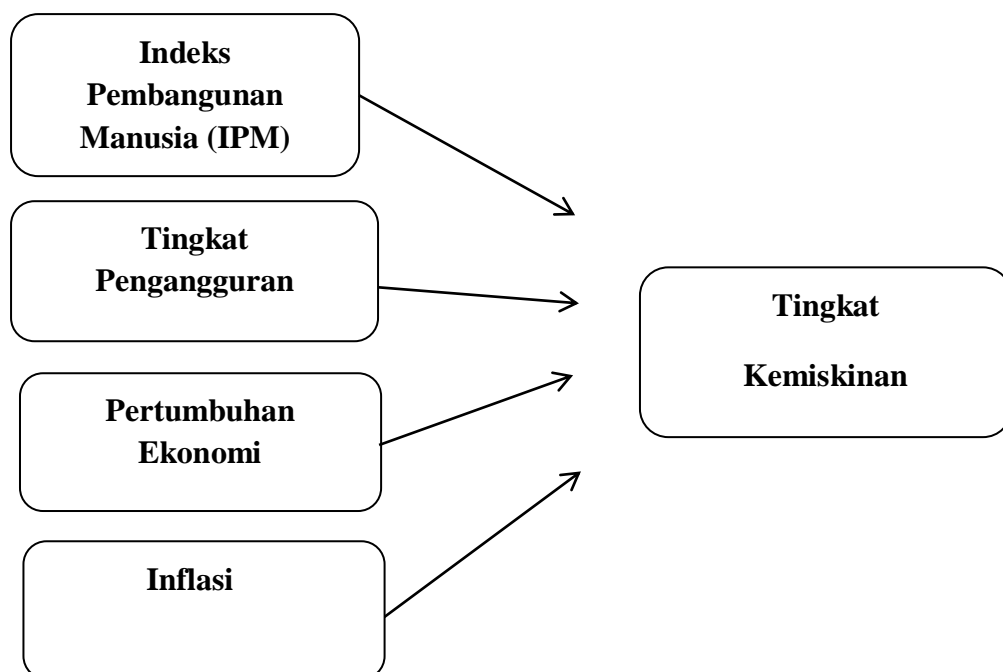 Indeks
Pembangunan
Manusia (IPM)
Tingkat
Pengangguran
Pertumbuhan
Ekonomi
Inflasi
Tingkat
Kemiskinan